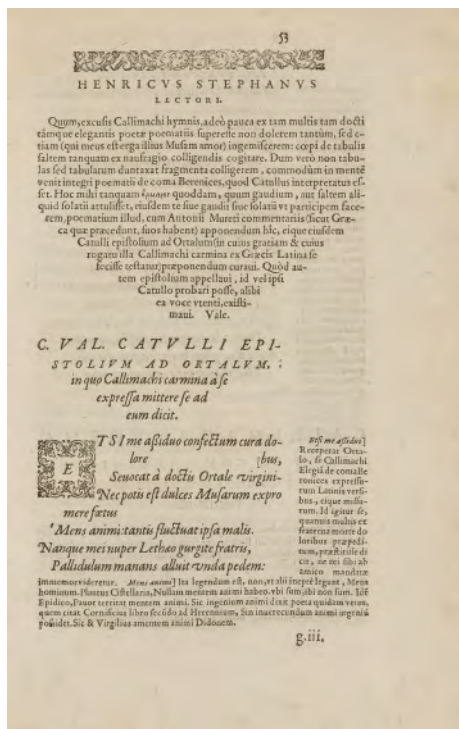 53
HENRICVS STEPHANVS
LECTORI.
Quum, excusis Callimachi hymnis, adeò pauca ex tam multis tam docti
támque elegantis poetæ poematiis superesse non dolerem tantum, sed e-
tiam (qui meus est erga illius Musam amor) ingemiscerem: cœpi de tabulis
saltem tanquam ex naufragio colligendis cogitare. Dum verò non tabu-
las sed tabularum duntaxat fragmenta colligerem, commodùm in mentē
venit integri poematii de coma Berenices, quod Catullus interpretatus es-
set. Hoc mihi tanquam ἕρμαιον quoddam, quum gaudium, aut saltem ali-
quid solatii attulisset, eiusdem te siue gaudii siue solatii vt participem face-
rem, poematium illud, cum Antonii Mureti commentariis (sicut Græ-
ca quæ præcedunt, suos habent) apponendum hîc, eique eiusdem
Catulli epistolium ad Ortalum (in cuius gratiam & cuius
rogatu illa Callimachi carmina ex Græcis Latina se
fecisse testatur) præponendum curaui. Quòd au-
tem epistolium appellaui, id vel ipsi
Catullo probari posse, alibi
ea voce vtenti, existi-
maui. Vale.
C. VAL. CATVLLI EPI-
STOLIVM AD ORTALVM,
in quo Callimachi carmina à se
expressa mittere se ad
eum dicit.
ETSI me aßiduo confectum cura do-
lore bus,
Seuocat à doctis Ortale virgini-
Nec potis est dulces Musarum expro
mere fœtus
Mens animi: tantis fluctuat ipsa malis.
Nanque mei nuper Lethæo gurgite fratris,
Pallidulum manans alluit vnda pedem:
Etsi me aßiduo]
Receperat Orta-
lo, se Callimachi
Elegiā de coma Be
ronices expressu-
rum Latinis versi-
bus, eique missu-
rum. Id igitur se,
quanuis multis ex
fraterna morte do
loribus præpedi-
tum, præstitisse di
cit, ne rei sibi ab
amico mandatæ
immemor videretur. Mens animi] Ita legendum est, non, vt alii ineptè legunt, Mens
hominum. Plautus Cistellaria, Nullam mentem animi habeo. vbi sum, ibi non sum. Idē
Epidico, Pauor territat mentem animi. Sic ingenium animi dixit poeta quidam vetus,
quem citat Cornificius libro secūdo ad Herennium, Sin inuerecundum animi ingeniū
possidet. Sic & Virgilius amentem animi Didonem.
g.iii.